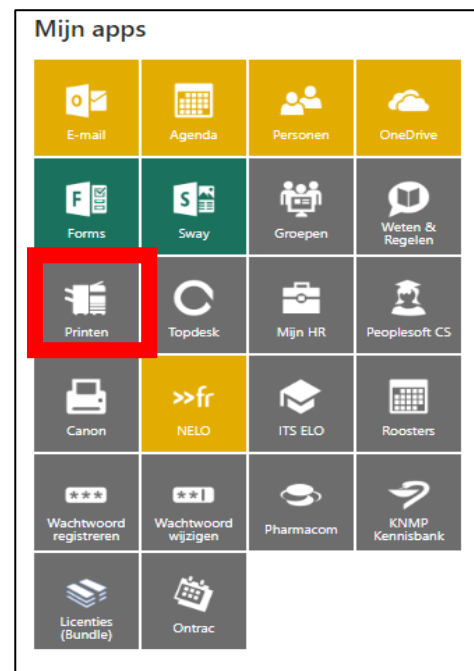 Mijn apps
E-mail
Agenda
Personen
OneDrive
Forms
Sway
Groepen
Weten &
Regelen
Printen
Topdesk
Mijn HR
Peoplesoft CS
Canon
>>fr
NELO
ITS ELO
Roosters
***
Wachtwoord
registreren
**|
Wachtwoord
wijzigen
Pharmacom
KNMP
Kennisbank
Licenties
(Bundle)
Ontrac